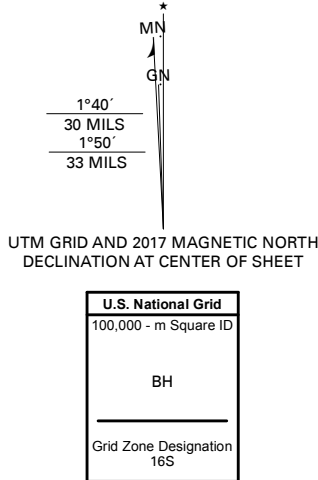 MN
GN
1°40´
30 MILS
1°50´
33 MILS
UTM GRID AND 2017 MAGNETIC NORTH
DECLINATION AT CENTER OF SHEET
U.S. National Grid
100,000 - m Square ID
BH
Grid Zone Designation
16S